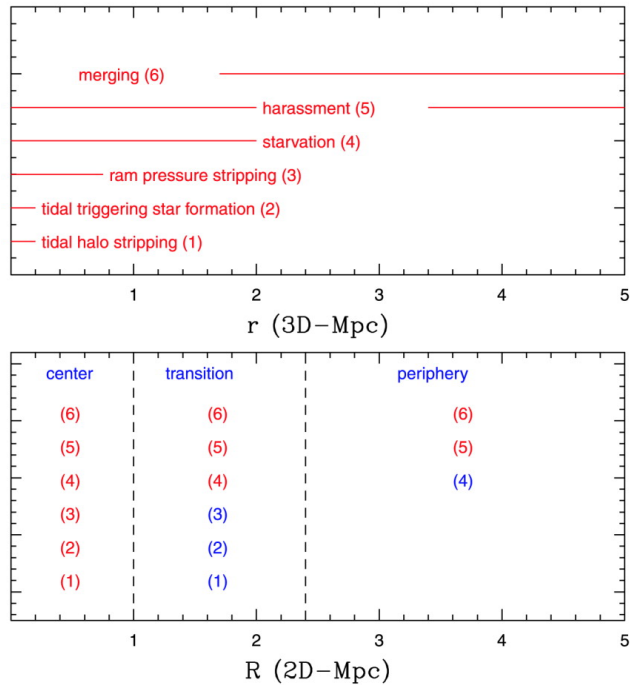 merging (6)
harassment (5)
starvation (4)
ram pressure stripping (3)
tidal triggering star formation (2)
tidal halo stripping (1)
1 2 3 4 5
r (3D-Mpc)
center transition periphery
(6) (6) (6)
(5) (5) (5)
(4) (4) (4)
(3) (3)
(2) (2)
(1) (1)
1 2 3 4 5
R (2D-Mpc)